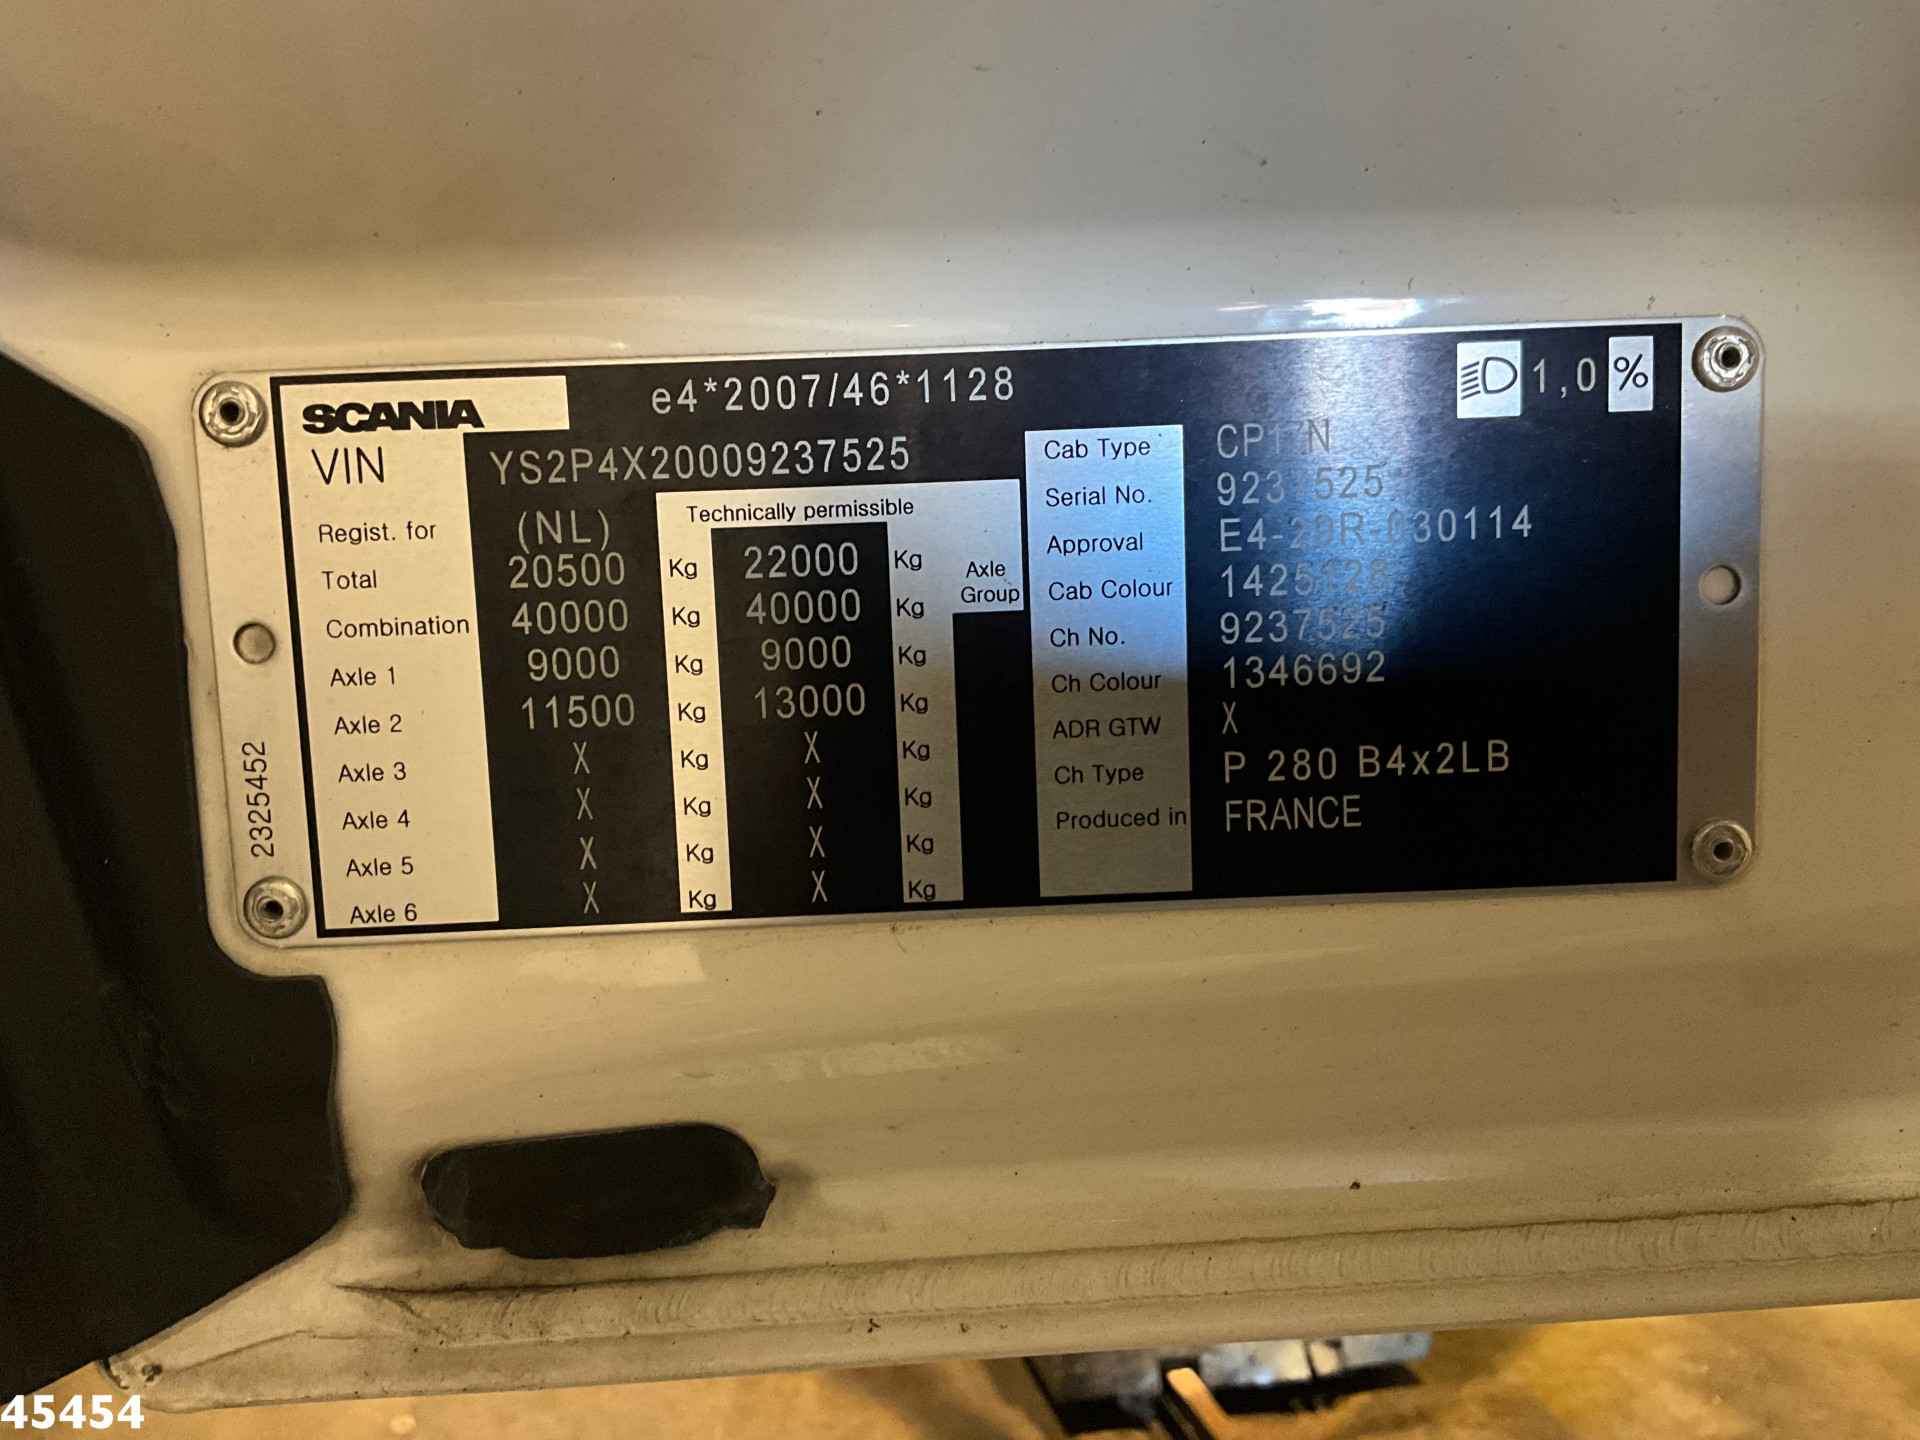 SCANIA e4*2007/46*1128 1,0 %
VIN YS2P4X20009237525
Regist. for (NL) Technically permissible
Total 20500 Kg 22000 Kg Axle Group
Combination 40000 Kg 40000 Kg
Axle 1 9000 Kg 9000 Kg
Axle 2 11500 Kg 13000 Kg
Axle 3 X Kg X Kg
Axle 4 X Kg X Kg
Axle 5 X Kg X Kg
Axle 6 X Kg X Kg
Cab Type
Serial No.
Approval
Cab Colour
Ch No. 9237525
Ch Colour 1346692
ADR GTW X
Ch Type P 280 B4x2LB
Produced in FRANCE
2325452
45454